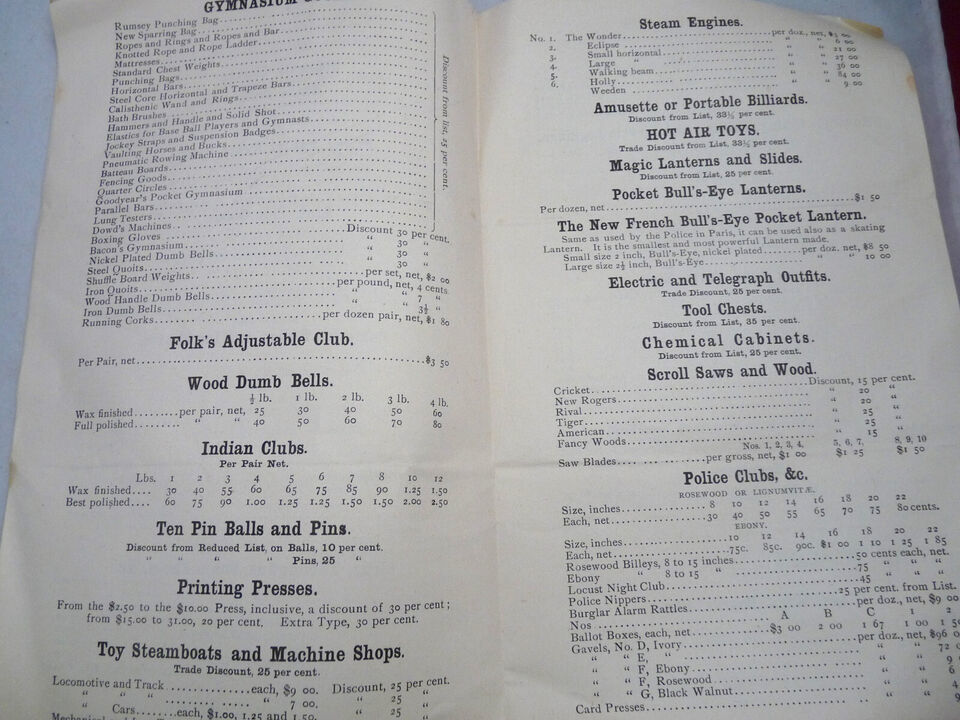 GYMNASIUM
Rumsey Punching Bag
New Sparring Bag
Ropes and Rings and Ropes and Bar
Knotted Rope and Rope Ladder
Mattresses
Standard Chest Weights
Punching Bags
Horizontal Bars
Steel Core Horizontal and Trapeze Bars
Calisthenic Wand and Rings
Bath Brushes
Hammers and Handle and Solid Shot
Elastics for Base Ball Players and Gymnasts
Jockey Straps and Suspension Badges
Vaulting Horses and Bucks
Pneumatic Rowing Machine
Batteau Boards
Fencing Goods
Quarter Circles
Goodyear's Pocket Gymnasium
Parallel Bars
Lung Testers
Discount from list, 25 per cent.
Dowd's Machines Discount 30 per cent.
Boxing Gloves " 30 "
Bacon's Gymnasium " 30 "
Nickel Plated Dumb Bells " 30 "
Steel Quoits
Shuffle Board Weights per set, net, $2 00
Iron Quoits per pound, net, 4 cents.
Wood Handle Dumb Bells " " 7 "
Iron Dumb Bells " " 3½ "
Running Corks per dozen pair, net, $1 80
Folk's Adjustable Club.
Per Pair, net $3 50
Wood Dumb Bells.
½ lb. 1 lb. 2 lb. 3 lb. 4 lb.
Wax finished per pair, net, 25 30 40 50 60
Full polished " " 40 50 60 70 80
Indian Clubs.
Per Pair Net.
Lbs. 1 2 3 4 5 6 7 8 10 12
Wax finished 30 40 55 60 65 75 85 90 1.25 1.50
Best polished 60 75 90 1.00 1.25 1.25 1.50 1.50 2.00 2.50
Ten Pin Balls and Pins.
Discount from Reduced List, on Balls, 10 per cent.
" " " Pins, 25 "
Printing Presses.
From the $2.50 to the $10.00 Press, inclusive, a discount of 30 per cent;
from $15.00 to 31.00, 20 per cent. Extra Type, 30 per cent.
Toy Steamboats and Machine Shops.
Trade Discount, 25 per cent.
Locomotive and Track each, $9 00. Discount, 25 per cent.
" " " 7 00. " 25 "
" Cars each, $1.00, 1.25 and 1.50. " 25 "
Steam Engines.
No. 1. The Wonder per doz., net, $3 00
2. Eclipse " " 6 00
3. Small horizontal " " 21 00
4. Large " " " 27 00
5. Walking beam " " 36 00
6. Holly " " 84 00
Weeden " " 9 00
Amusette or Portable Billiards.
Discount from List, 33⅓ per cent.
HOT AIR TOYS.
Trade Discount from List, 33⅓ per cent.
Magic Lanterns and Slides.
Discount from List, 25 per cent.
Pocket Bull's-Eye Lanterns.
Per dozen, net $1 50
The New French Bull's-Eye Pocket Lantern.
Same as used by the Police in Paris, it can be used also as a skating
Lantern. It is the smallest and most powerful Lantern made.
Small size 2 inch, Bull's-Eye, nickel plated per doz. net, $8 50
Large size 2½ inch, Bull's-Eye " " 10 00
Electric and Telegraph Outfits.
Trade Discount, 25 per cent.
Tool Chests.
Discount from List, 35 per cent.
Chemical Cabinets.
Discount from List, 25 per cent.
Scroll Saws and Wood.
Cricket Discount, 15 per cent.
New Rogers " 20 "
Rival " 20 "
Tiger " 25 "
American " 25 "
Fancy Woods " 15 "
Nos. 1, 2, 3, 4, 5, 6, 7, 8, 9, 10
Saw Blades per gross, net, $1 00 $1 25 $1 50
Police Clubs, &c.
ROSEWOOD OR LIGNUMVITÆ.
Size, inches 8 10 12 14 16 18 20 22
Each, net 30 40 50 55 65 70 75 80 cents.
EBONY.
Size, inches 10 12 14 16 18 20 22
Each, net 75c. 85c. 90c. $1 00 1 10 1 25 1 85
Rosewood Billeys, 8 to 15 inches 50 cents each, net.
Ebony " 8 to 15 " 75 " " "
Locust Night Club 45 " " "
Police Nippers 25 per cent. from List.
Burglar Alarm Rattles per doz., net, $9 00
Nos A B C 1 2
Ballot Boxes, each, net $3 00 2 00 1 67 1 00 1 50
Gavels, No. D, Ivory per doz., net, $96 0
" " E, " " " 72
" " F, Ebony " " 9
" " F, Rosewood " " 6
" " G, Black Walnut " " 4
Card Presses